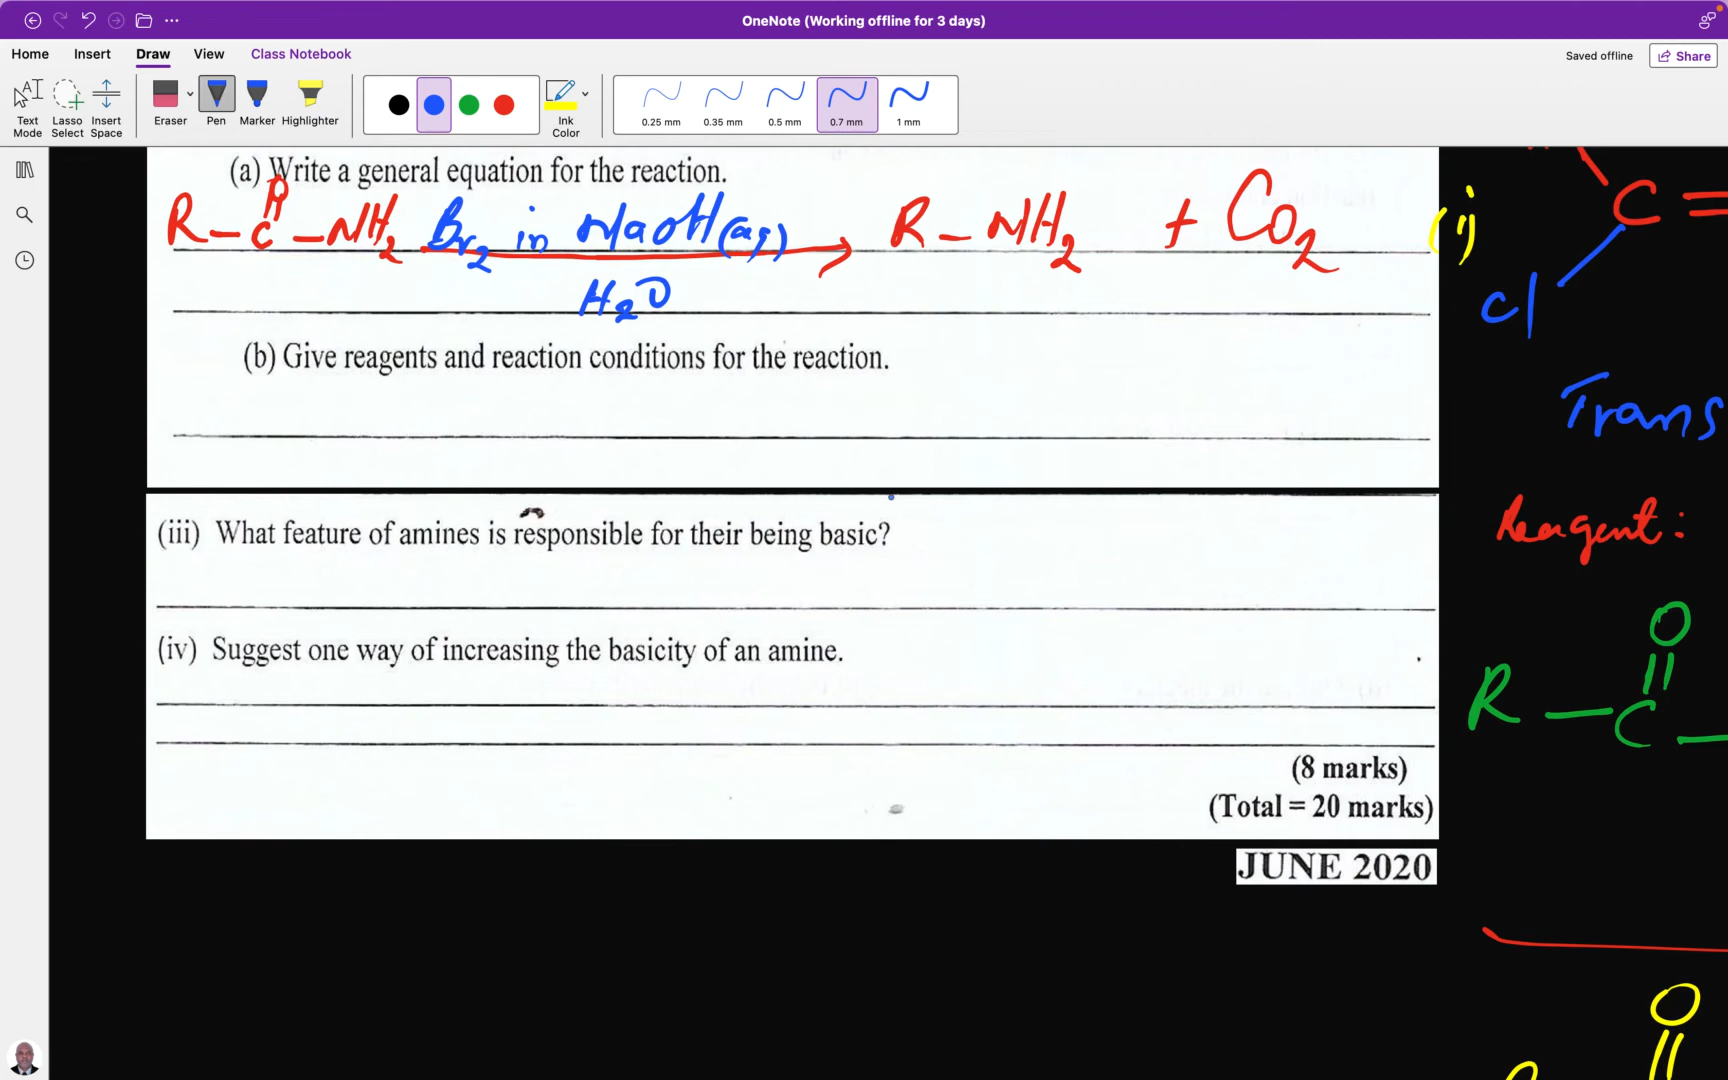 OneNote (Working offline for 3 days)
Home Insert Draw View Class Notebook
Saved offline Share
Text Mode Lasso Select Insert Space Eraser Pen Marker Highlighter Ink Color 0.25 mm 0.35 mm 0.5 mm 0.7 mm 1 mm
(a) Write a general equation for the reaction.
O
R-C-NH2 Br2 in NaOH(aq) → R-NH2 + CO2
H2O
(b) Give reagents and reaction conditions for the reaction.
(iii) What feature of amines is responsible for their being basic?
(iv) Suggest one way of increasing the basicity of an amine.
(8 marks)
(Total = 20 marks)
JUNE 2020
(i)
C =
Cl
Trans
Reagent:
O
R — C —
O